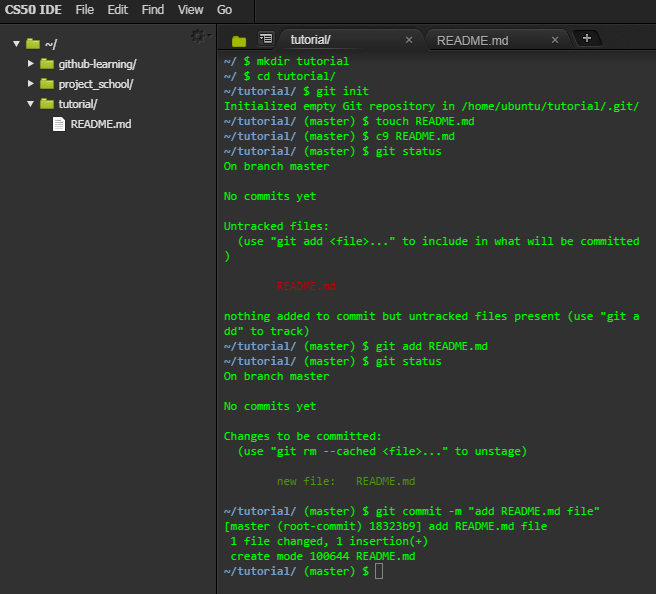 CS50 IDE File Edit Find View Go
~/
github-learning/
project_school/
tutorial/
README.md
tutorial/ README.md
~/ $ mkdir tutorial
~/ $ cd tutorial/
~/tutorial/ $ git init
Initialized empty Git repository in /home/ubuntu/tutorial/.git/
~/tutorial/ (master) $ touch README.md
~/tutorial/ (master) $ c9 README.md
~/tutorial/ (master) $ git status
On branch master
No commits yet
Untracked files:
(use "git add <file>..." to include in what will be committed
)
README.md
nothing added to commit but untracked files present (use "git a
dd" to track)
~/tutorial/ (master) $ git add README.md
~/tutorial/ (master) $ git status
On branch master
No commits yet
Changes to be committed:
(use "git rm --cached <file>..." to unstage)
new file: README.md
~/tutorial/ (master) $ git commit -m "add README.md file"
[master (root-commit) 18323b9] add README.md file
1 file changed, 1 insertion(+)
create mode 100644 README.md
~/tutorial/ (master) $